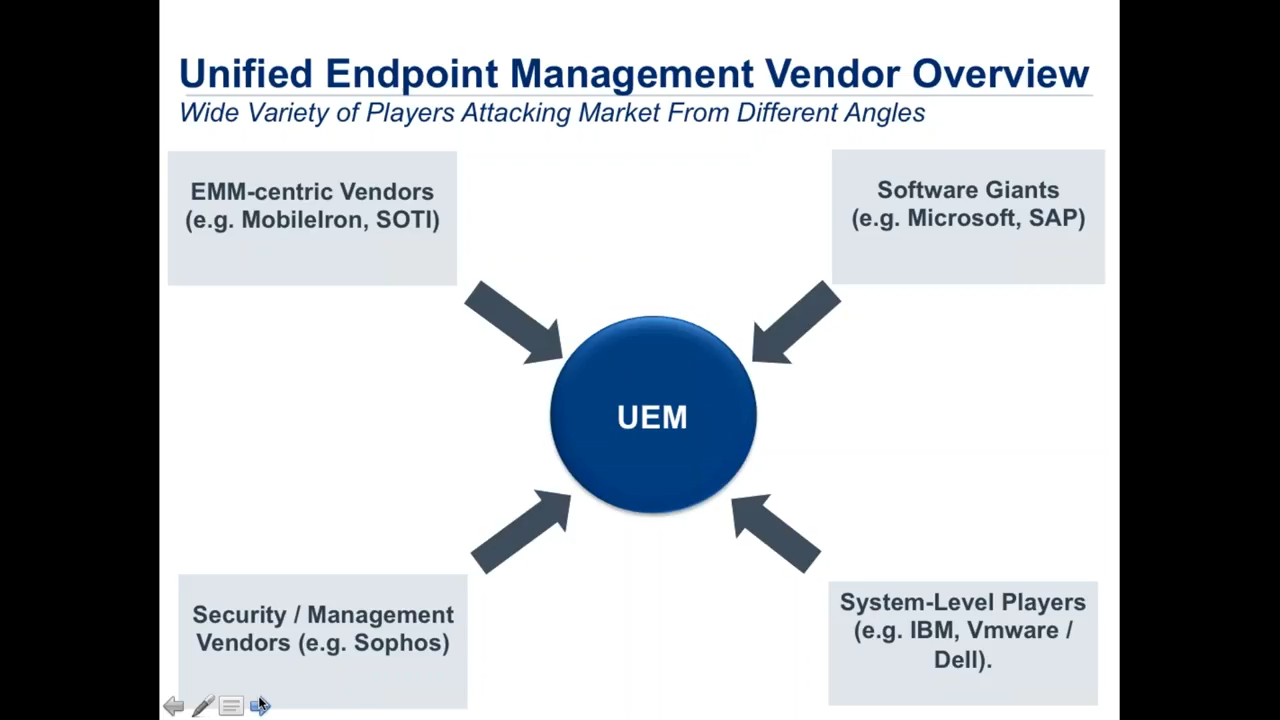 Unified Endpoint Management Vendor Overview
Wide Variety of Players Attacking Market From Different Angles
EMM-centric Vendors
(e.g. MobileIron, SOTI)
Software Giants
(e.g. Microsoft, SAP)
UEM
Security / Management
Vendors (e.g. Sophos)
System-Level Players
(e.g. IBM, Vmware /
Dell).